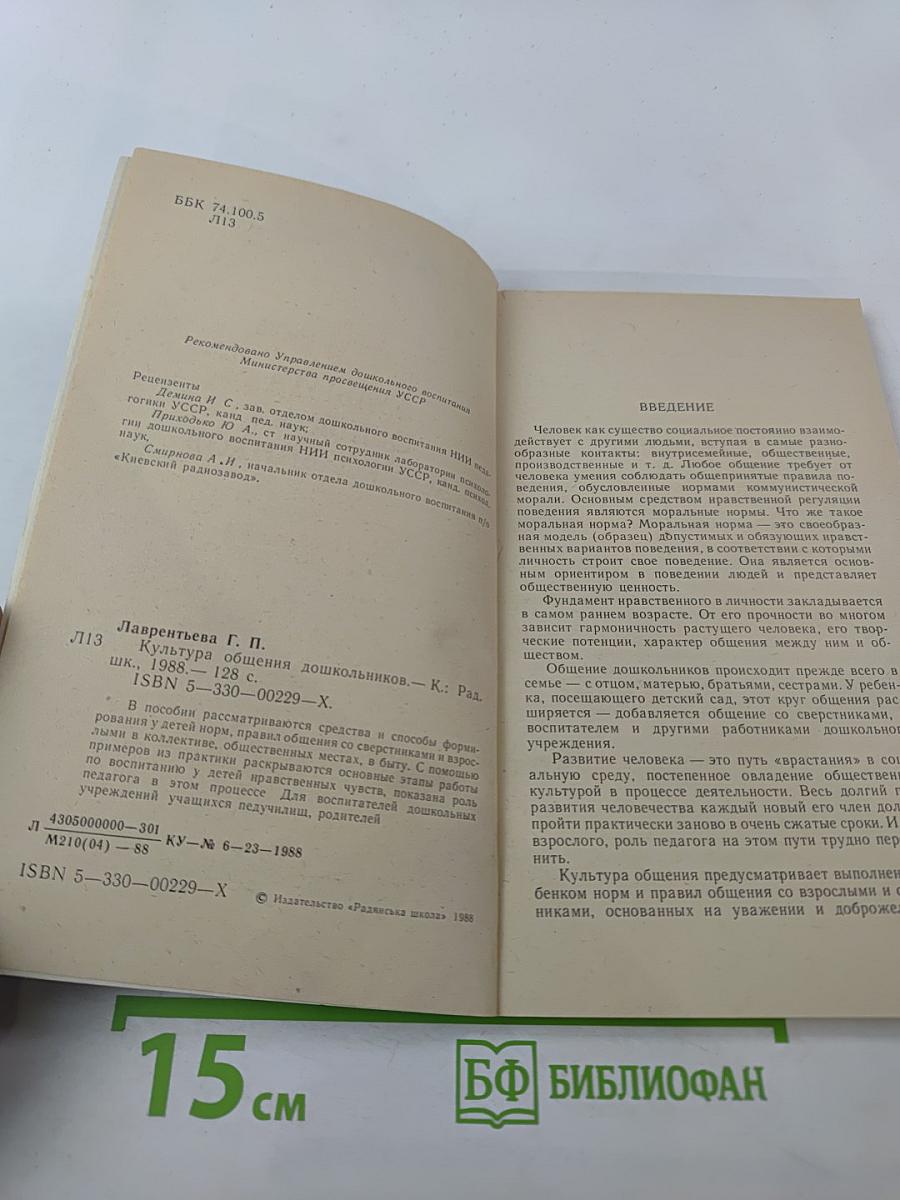 ББК 74.100.5
Л13
Рекомендовано Управлением дошкольного воспитания
Министерства просвещения УССР
Рецензенты
Демина И С , зав. отделом дошкольного воспитания НИИ педа-
гогики УССР, канд пед. наук;
Приходько Ю А., ст научный сотрудник лаборатории психоло-
гии дошкольного воспитания НИИ психологии УССР, канд. психол.
наук,
Смирнова А .И , начальник отдела дошкольного воспитания п/о
«Киевский радиозавод».
Лаврентьева Г. П.
Л13 Культура общения дошкольников.— К.: Рад.
шк., 1988.— 128 с.
ISBN 5—330—00229—X.
В пособии рассматриваются средства и способы форми-
рования у детей норм, правил общения со сверстниками и взрос-
лыми в коллективе, общественных местах, в быту. С помощью
примеров из практики раскрываются основные этапы работы
по воспитанию у детей нравственных чувств, показана роль
педагога в этом процессе Для воспитателей дошкольных
учреждений учащихся педучилищ, родителей
Л 4305000000—301
М210(04) — 88 КУ—№ 6—23—1988
ISBN 5—330—00229—X
© Издательство «Радянська школа» 1988
ВВЕДЕНИЕ
Человек как существо социальное постоянно взаимо-
действует с другими людьми, вступая в самые разно-
образные контакты: внутрисемейные, общественные,
производственные и т. д. Любое общение требует от
человека умения соблюдать общепринятые правила по-
ведения, обусловленные нормами коммунистической
морали. Основным средством нравственной регуляции
поведения являются моральные нормы. Что же такое
моральная норма? Моральная норма — это своеобраз-
ная модель (образец) допустимых и обязующих нравст-
венных вариантов поведения, в соответствии с которыми
личность строит свое поведение. Она является основ-
ным ориентиром в поведении людей и представляет
общественную ценность.
Фундамент нравственного в личности закладывается
в самом раннем возрасте. От его прочности во многом
зависит гармоничность растущего человека, его твор-
ческие потенции, характер общения между ним и об-
ществом.
Общение дошкольников происходит прежде всего в
семье — с отцом, матерью, братьями, сестрами. У ребен-
ка, посещающего детский сад, этот круг общения рас
ширяется — добавляется общение со сверстниками,
воспитателем и другими работниками дошкольног
учреждения.
Развитие человека — это путь «врастания» в соц
альную среду, постепенное овладение обществен
культурой в процессе деятельности. Весь долгий п
развития человечества каждый новый его член дол
пройти практически заново в очень сжатые сроки. И
взрослого, роль педагога на этом пути трудно пер
нить.
Культура общения предусматривает выполнен
бенком норм и правил общения со взрослыми и с
никами, основанных на уважении и доброжел
15 см
БФ БИБЛИОФАН